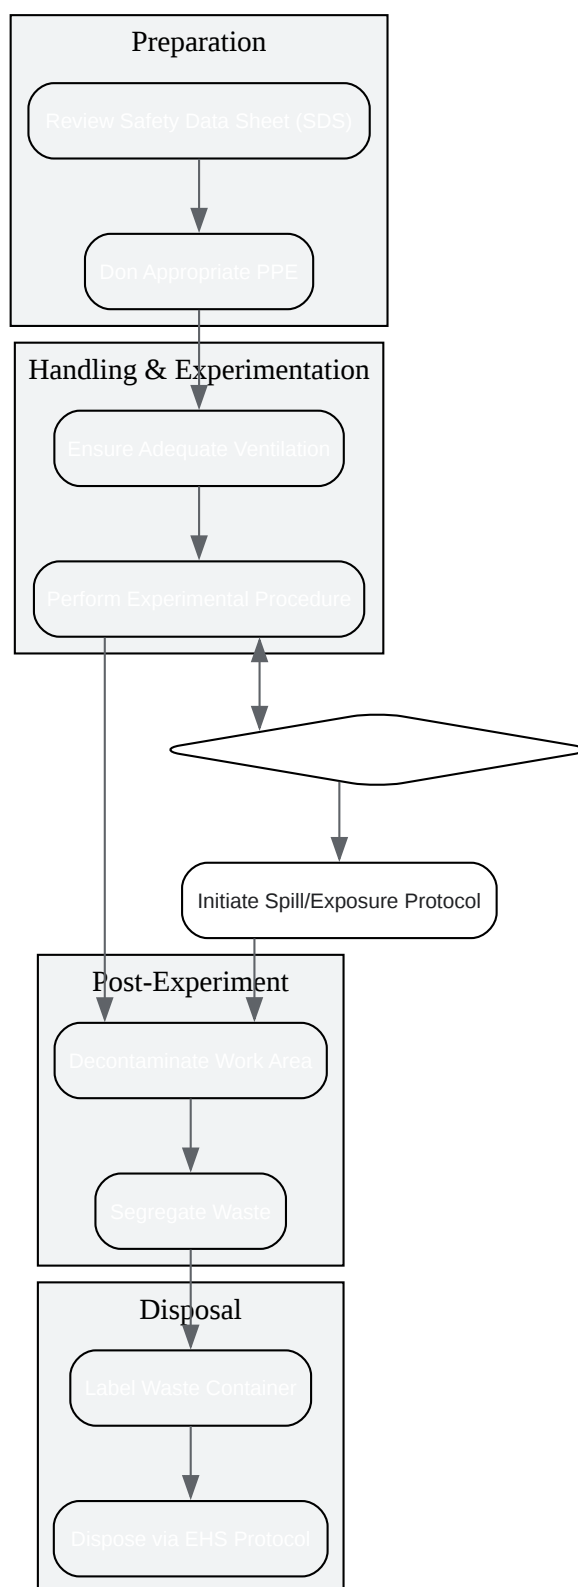 Preparation
Review Safety Data Sheet (SDS)
Don Appropriate PPE
Handling & Experimentation
Ensure Adequate Ventilation
Perform Experimental Procedure
Initiate Spill/Exposure Protocol
Post-Experiment
Decontaminate Work Area
Segregate Waste
Disposal
Label Waste Container
Dispose via EHS Protocol